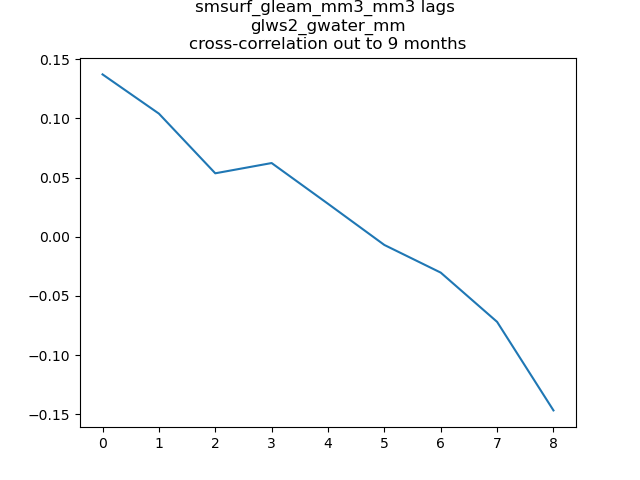 smsurf_gleam_mm3_mm3 lags
glws2_gwater_mm
cross-correlation out to 9 months
0.15
0.10
0.05
0.00
−0.05
−0.10
−0.15
0 1 2 3 4 5 6 7 8